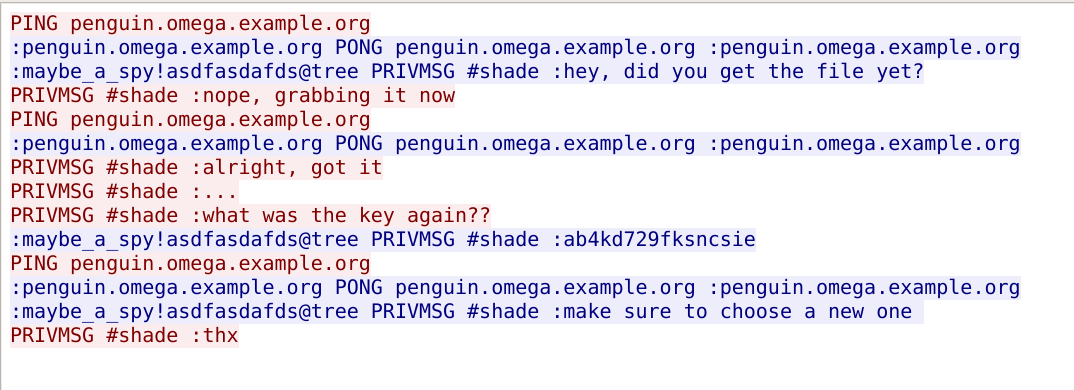 PING penguin.omega.example.org
:penguin.omega.example.org PONG penguin.omega.example.org :penguin.omega.example.org
:maybe_a_spy!asdfasdafds@tree PRIVMSG #shade :hey, did you get the file yet?
PRIVMSG #shade :nope, grabbing it now
PING penguin.omega.example.org
:penguin.omega.example.org PONG penguin.omega.example.org :penguin.omega.example.org
PRIVMSG #shade :alright, got it
PRIVMSG #shade :...
PRIVMSG #shade :what was the key again??
:maybe_a_spy!asdfasdafds@tree PRIVMSG #shade :ab4kd729fksncsie
PING penguin.omega.example.org
:penguin.omega.example.org PONG penguin.omega.example.org :penguin.omega.example.org
:maybe_a_spy!asdfasdafds@tree PRIVMSG #shade :make sure to choose a new one
PRIVMSG #shade :thx